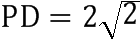 PD = 2√2